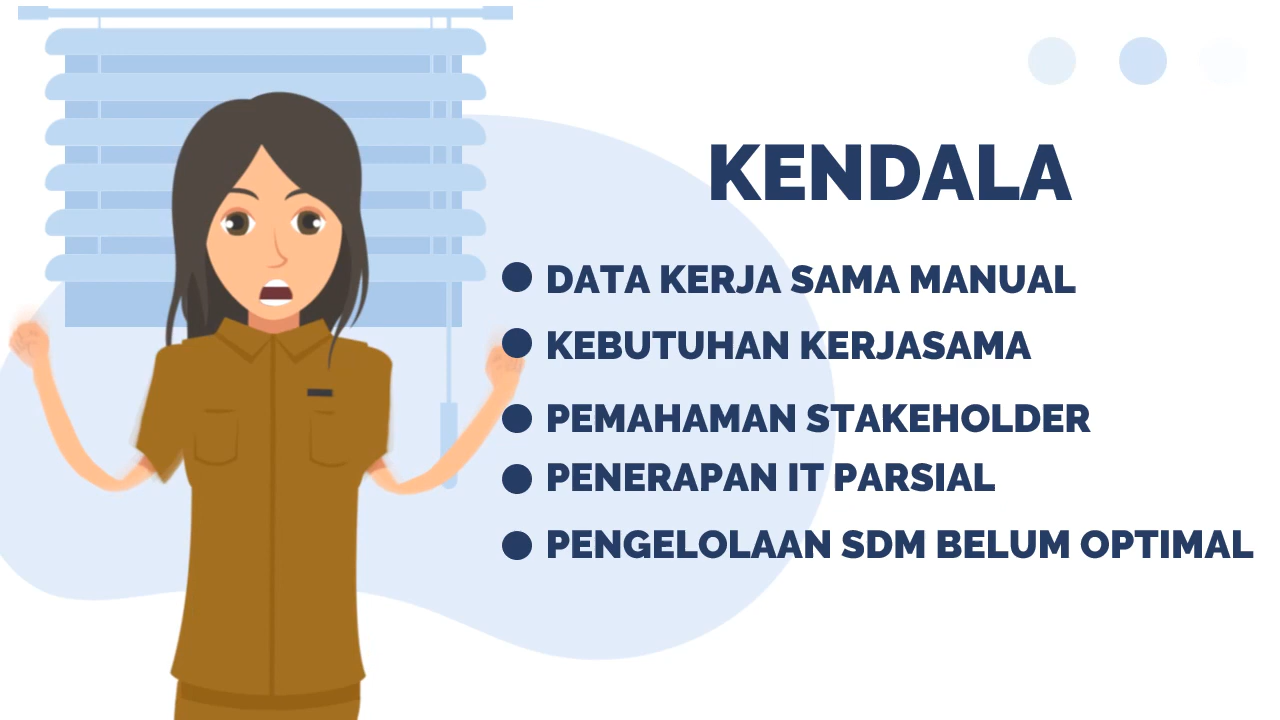 KENDALA
DATA KERJA SAMA MANUAL
KEBUTUHAN KERJASAMA
PEMAHAMAN STAKEHOLDER
PENERAPAN IT PARSIAL
PENGELOLAAN SDM BELUM OPTIMAL